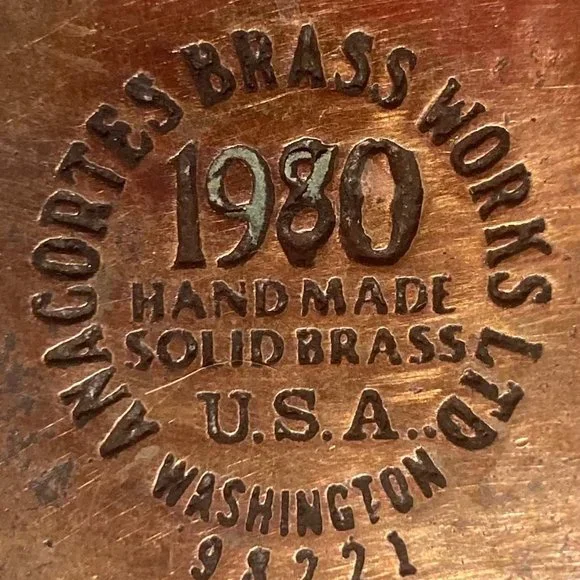 ANACORTES BRASS WORKS LTD.
1980
HAND MADE
SOLID BRASS
U.S.A.
WASHINGTON
98221